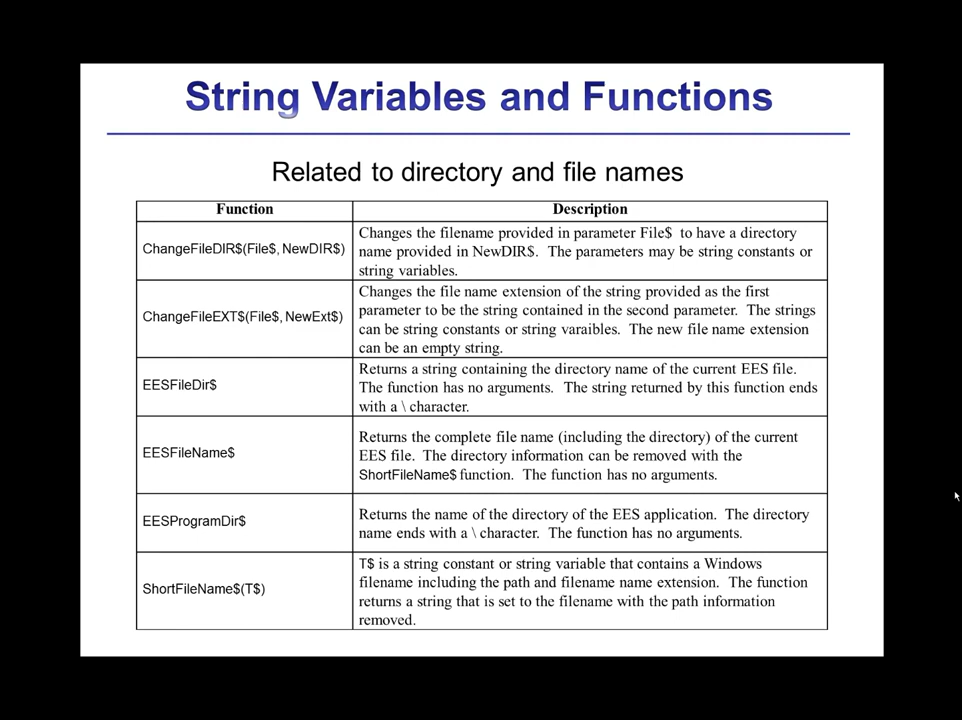 String Variables and Functions
Related to directory and file names
Function Description
ChangeFileDIR$(File$, NewDIR$)
Changes the filename provided in parameter File$ to have a directory
name provided in NewDIR$. The parameters may be string constants or
string variables.
ChangeFileEXT$(File$, NewExt$)
Changes the file name extension of the string provided as the first
parameter to be the string contained in the second parameter. The strings
can be string constants or string varaibles. The new file name extension
can be an empty string.
EESFileDir$
Returns a string containing the directory name of the current EES file.
The function has no arguments. The string returned by this function ends
with a \ character.
EESFileName$
Returns the complete file name (including the directory) of the current
EES file. The directory information can be removed with the
ShortFileName$ function. The function has no arguments.
EESProgramDir$
Returns the name of the directory of the EES application. The directory
name ends with a \ character. The function has no arguments.
ShortFileName$(T$)
T$ is a string constant or string variable that contains a Windows
filename including the path and filename name extension. The function
returns a string that is set to the filename with the path information
removed.